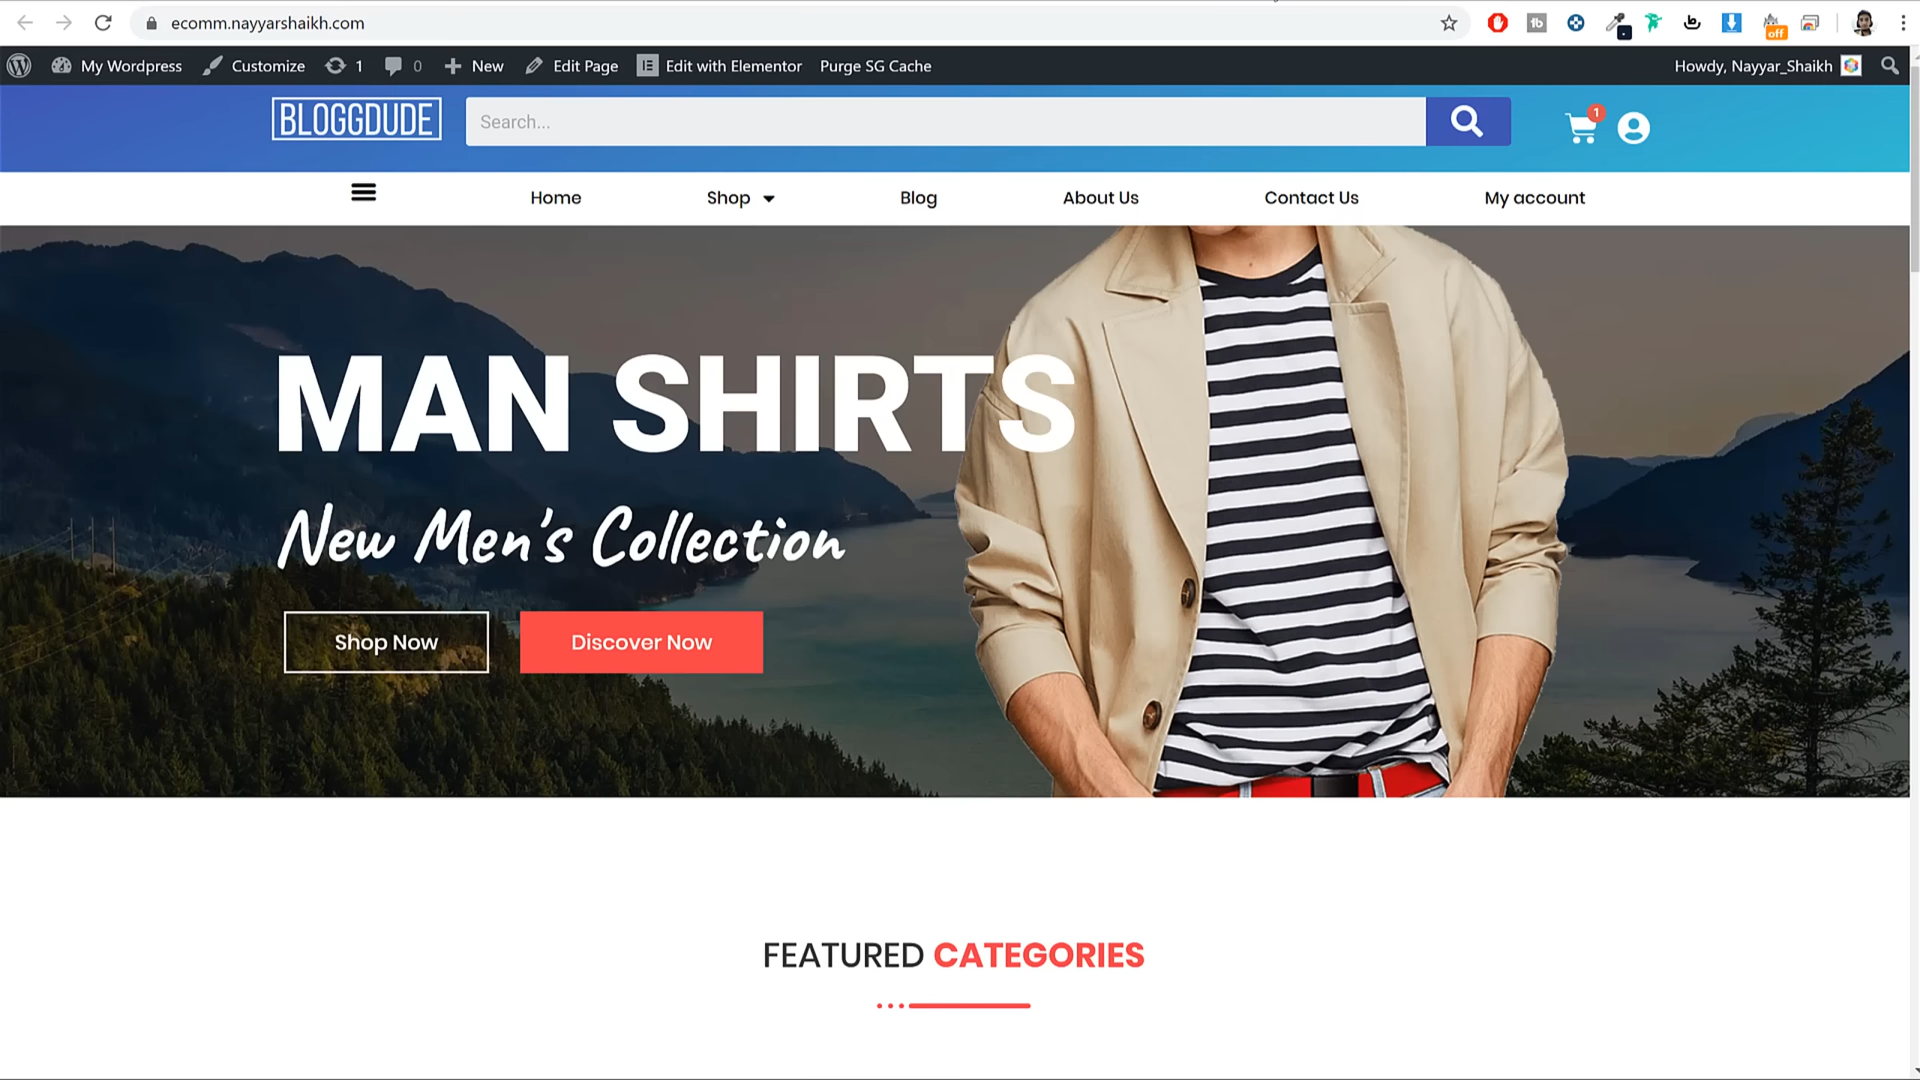 ecomm.nayyarshaikh.com
off
My Wordpress Customize 1 0 New Edit Page Edit with Elementor Purge SG Cache Howdy, Nayyar_Shaikh
BLOGGDUDE Search... 1
Home Shop Blog About Us Contact Us My account
MAN SHIRTS
New Men's Collection
Shop Now Discover Now
FEATURED CATEGORIES